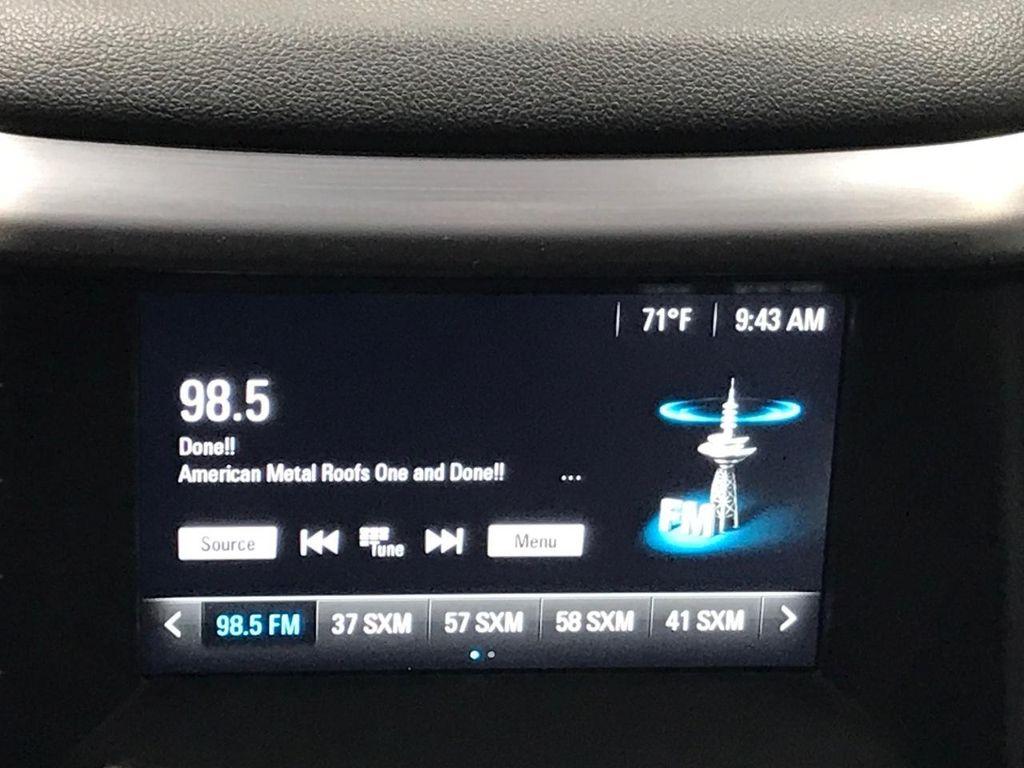 71°F 9:43 AM
98.5
Done!!
American Metal Roofs One and Done!! ...
FM
Source Tune Menu
98.5 FM 37 SXM 57 SXM 58 SXM 41 SXM